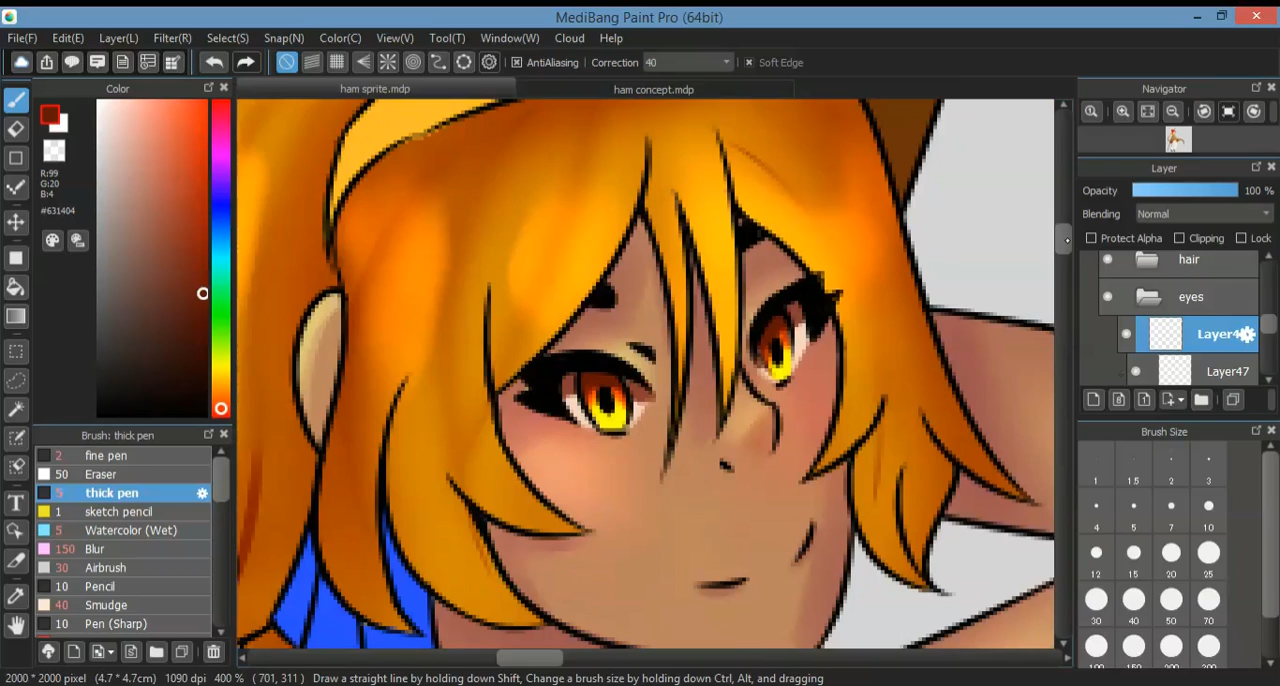 MediBang Paint Pro (64bit)
File(F) Edit(E) Layer(L) Filter(R) Select(S) Snap(N) Color(C) View(V) Tool(T) Window(W) Cloud Help
AntiAliasing Correction 40 Soft Edge
Color
R:99
G:20
B:4
#631404
Brush: thick pen
2 fine pen
50 Eraser
5 thick pen
1 sketch pencil
5 Watercolor (Wet)
150 Blur
30 Airbrush
10 Pencil
40 Smudge
10 Pen (Sharp)
ham sprite.mdp ham concept.mdp
Navigator
Layer
Opacity 100 %
Blending Normal
Protect Alpha Clipping Lock
hair
eyes
Layer47
Brush Size
1 1.5 2 3
4 5 7 10
12 15 20 25
30 40 50 70
100 150 200 300
2000 * 2000 pixel (4.7 * 4.7cm) 1090 dpi 400 % ( 701, 311 ) Draw a straight line by holding down Shift, Change a brush size by holding down Ctrl, Alt, and dragging